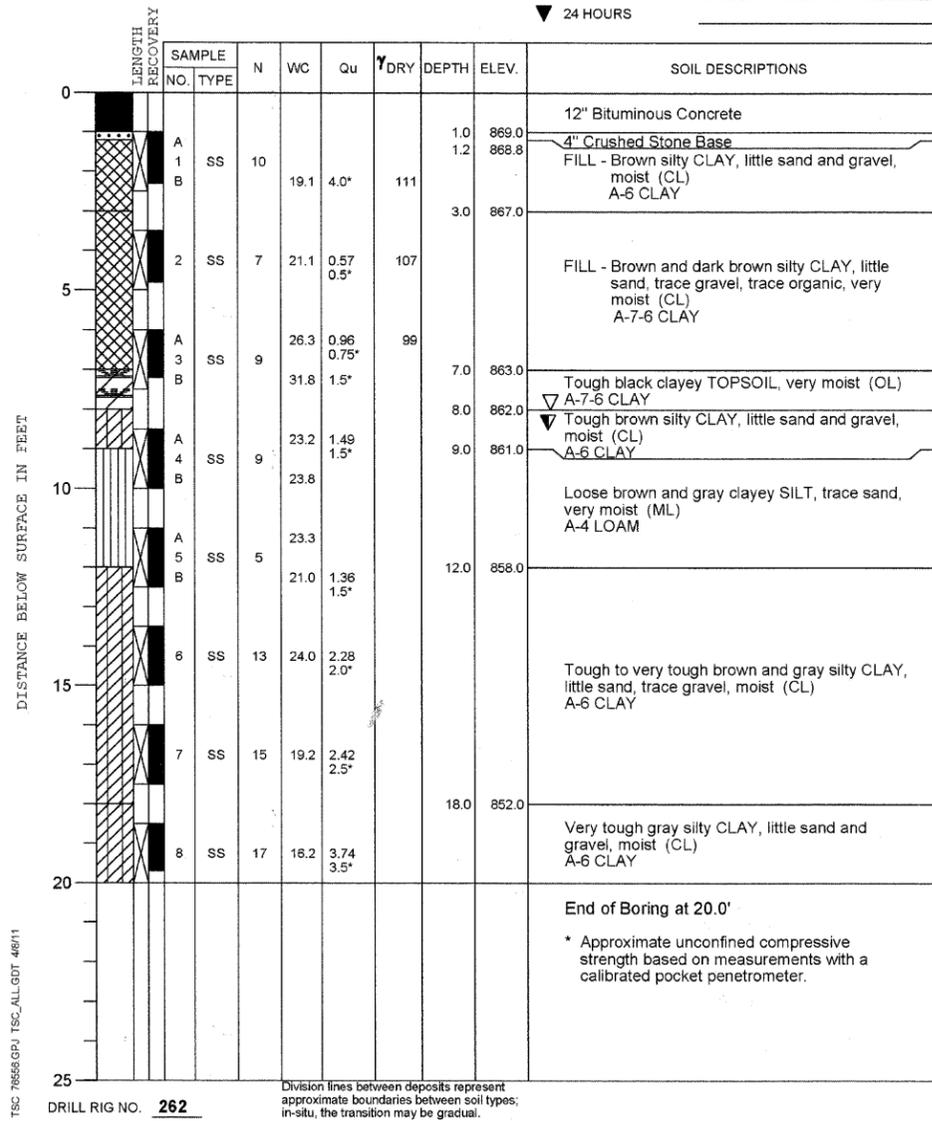 24 HOURS
LENGTH
RECOVERY
SAMPLE
NO. TYPE
N
WC
Qu
γDRY
DEPTH
ELEV.
SOIL DESCRIPTIONS
0
12" Bituminous Concrete
1.0 869.0
4" Crushed Stone Base
1.2 868.8
A
1 SS 10
B 19.1 4.0* 111
FILL - Brown silty CLAY, little sand and gravel,
moist (CL)
A-6 CLAY
3.0 867.0
2 SS 7 21.1 0.57 107
0.5*
FILL - Brown and dark brown silty CLAY, little
sand, trace gravel, trace organic, very
moist (CL)
A-7-6 CLAY
5
A 26.3 0.96 99
3 SS 9 0.75*
B 31.8 1.5*
7.0 863.0
Tough black clayey TOPSOIL, very moist (OL)
A-7-6 CLAY
8.0 862.0
Tough brown silty CLAY, little sand and gravel,
moist (CL)
A-6 CLAY
A 23.2 1.49
4 SS 9 1.5*
B 23.8
9.0 861.0
10
Loose brown and gray clayey SILT, trace sand,
very moist (ML)
A-4 LOAM
A 23.3
5 SS 5
B 21.0 1.36
1.5*
12.0 858.0
6 SS 13 24.0 2.28
2.0*
Tough to very tough brown and gray silty CLAY,
little sand, trace gravel, moist (CL)
A-6 CLAY
15
7 SS 15 19.2 2.42
2.5*
18.0 852.0
Very tough gray silty CLAY, little sand and
gravel, moist (CL)
A-6 CLAY
8 SS 17 16.2 3.74
3.5*
20
End of Boring at 20.0'
* Approximate unconfined compressive
strength based on measurements with a
calibrated pocket penetrometer.
25
DISTANCE BELOW SURFACE IN FEET
TSC 76556.GPJ TSC_ALL.GDT 4/8/11
DRILL RIG NO. 262
Division lines between deposits represent
approximate boundaries between soil types;
in-situ, the transition may be gradual.